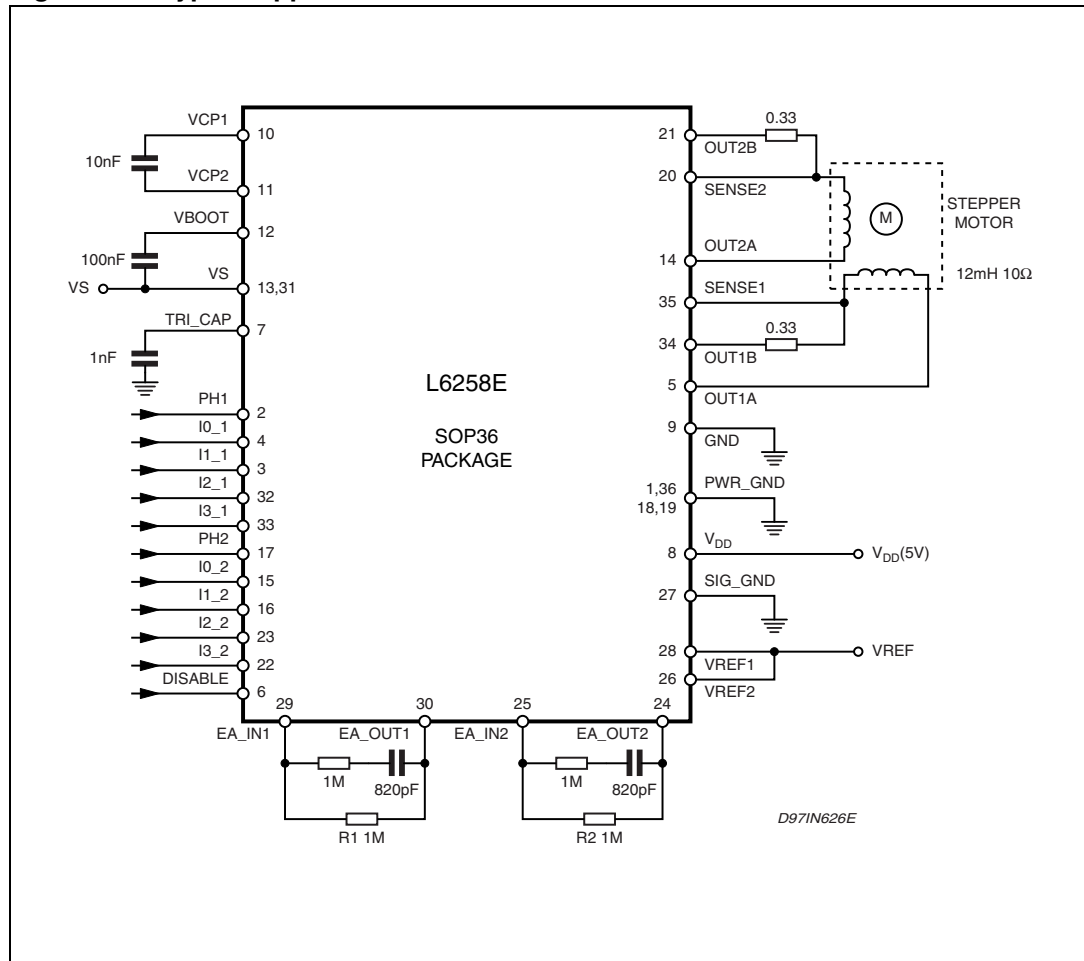 VCP1
10
10nF
VCP2
11
VBOOT
12
100nF
VS
VS
13,31
TRI_CAP
7
1nF
PH1
2
I0_1
4
I1_1
3
I2_1
32
I3_1
33
PH2
17
I0_2
15
I1_2
16
I2_2
23
I3_2
22
DISABLE
6
L6258E
SOP36
PACKAGE
21
0.33
OUT2B
20
SENSE2
M
STEPPER
MOTOR
14
OUT2A
12mH 10Ω
35
SENSE1
34
0.33
OUT1B
5
OUT1A
9
GND
1,36
18,19
PWR_GND
8
VDD
VDD(5V)
27
SIG_GND
28
VREF1
VREF
26
VREF2
29
30
25
24
EA_IN1
EA_OUT1
EA_IN2
EA_OUT2
1M
820pF
1M
820pF
R1 1M
R2 1M
D97IN626E